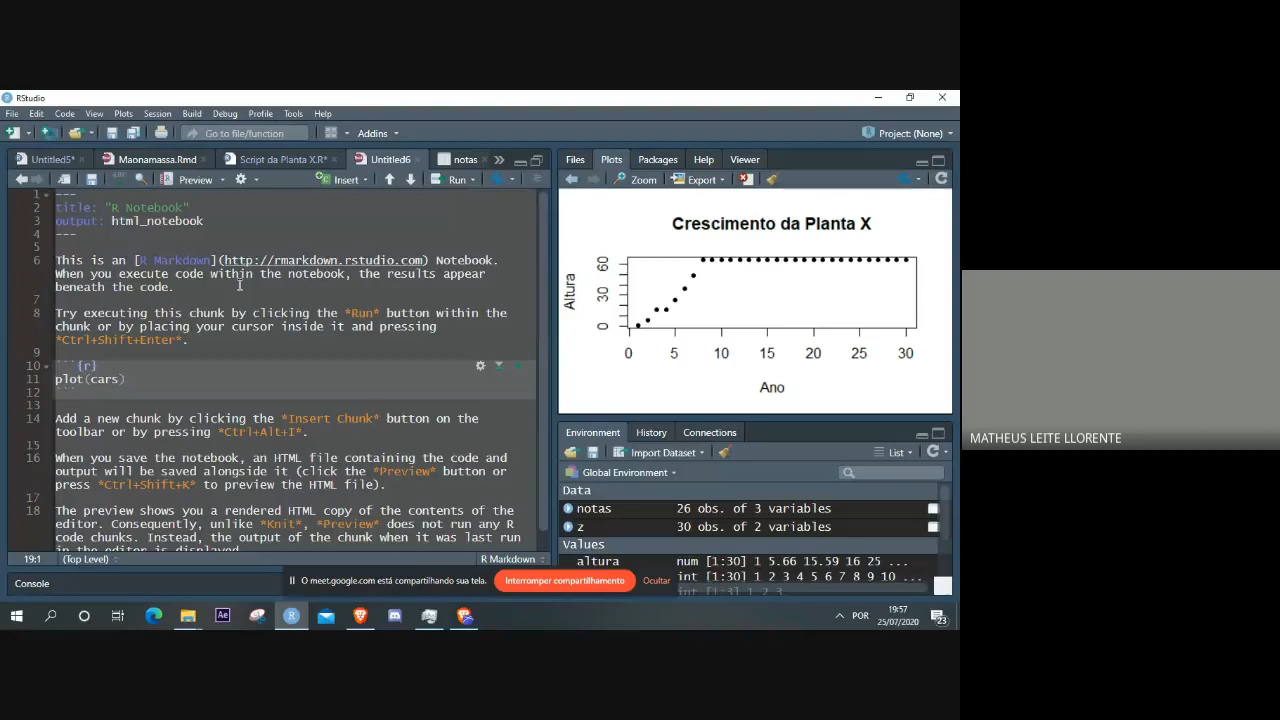 RStudio
File Edit Code View Plots Session Build Debug Profile Tools Help
Go to file/function Addins Project: (None)
Untitled5* Maonamassa.Rmd Script da Planta X.R* Untitled6 notas
Preview Insert Run
1 ---
2 title: "R Notebook"
3 output: html_notebook
4 ---
5
6 This is an [R Markdown](http://rmarkdown.rstudio.com) Notebook.
When you execute code within the notebook, the results appear
beneath the code.
7
8 Try executing this chunk by clicking the *Run* button within the
chunk or by placing your cursor inside it and pressing
*Ctrl+Shift+Enter*.
9
10 ```{r}
11 plot(cars)
12 ```
13
14 Add a new chunk by clicking the *Insert Chunk* button on the
toolbar or by pressing *Ctrl+Alt+I*.
15
16 When you save the notebook, an HTML file containing the code and
output will be saved alongside it (click the *Preview* button or
press *Ctrl+Shift+K* to preview the HTML file).
17
18 The preview shows you a rendered HTML copy of the contents of the
editor. Consequently, unlike *Knit*, *Preview* does not run any R
code chunks. Instead, the output of the chunk when it was last run
in the editor is displayed.
19:1 (Top Level) R Markdown
Console
Files Plots Packages Help Viewer
Zoom Export
Crescimento da Planta X
Altura
60
30
0
0 5 10 15 20 25 30
Ano
Environment History Connections
Import Dataset List
Global Environment
Data
notas 26 obs. of 3 variables
z 30 obs. of 2 variables
Values
altura num [1:30] 1 5.66 15.59 16 25 ...
int [1:30] 1 2 3 4 5 6 7 8 9 10 ...
int [1:3] 1 2 3
O meet.google.com está compartilhando sua tela. Interromper compartilhamento Ocultar
Ae POR 19:57
25/07/2020 23
MATHEUS LEITE LLORENTE